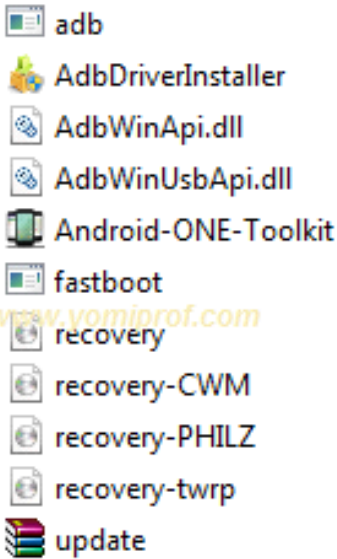 adb
AdbDriverInstaller
AdbWinApi.dll
AdbWinUsbApi.dll
Android-ONE-Toolkit
fastboot
www.yomiprof.com
recovery
recovery-CWM
recovery-PHILZ
recovery-twrp
update